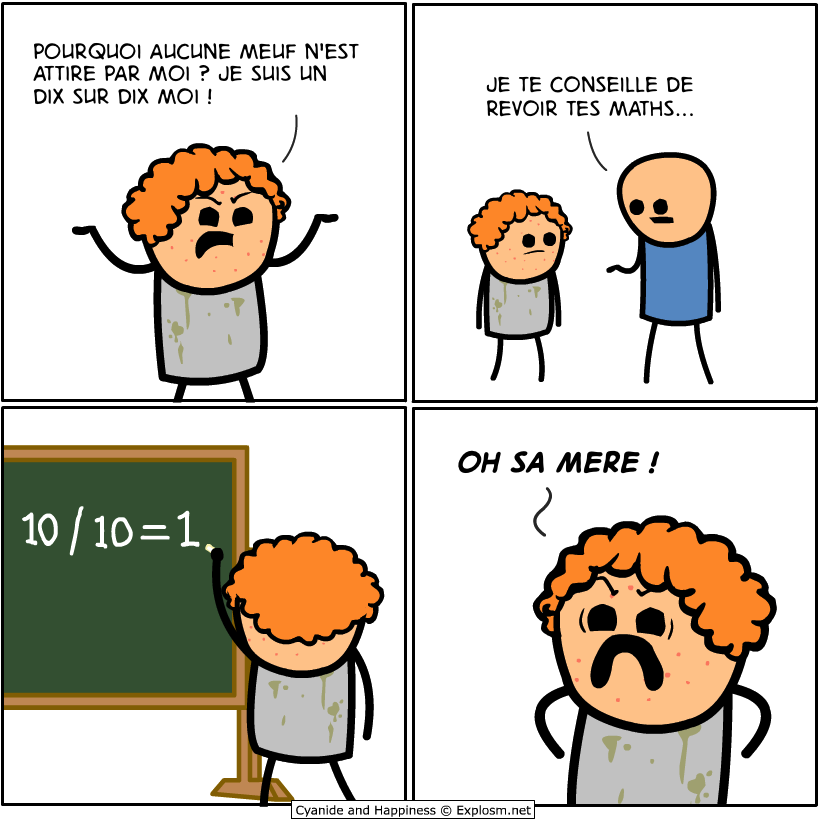 POURQUOI AUCUNE MEUF N'EST
ATTIRE PAR MOI ? JE SUIS UN
DIX SUR DIX MOI !
JE TE CONSEILLE DE
REVOIR TES MATHS...
10 / 10 = 1
OH SA MERE !
Cyanide and Happiness © Explosm.net